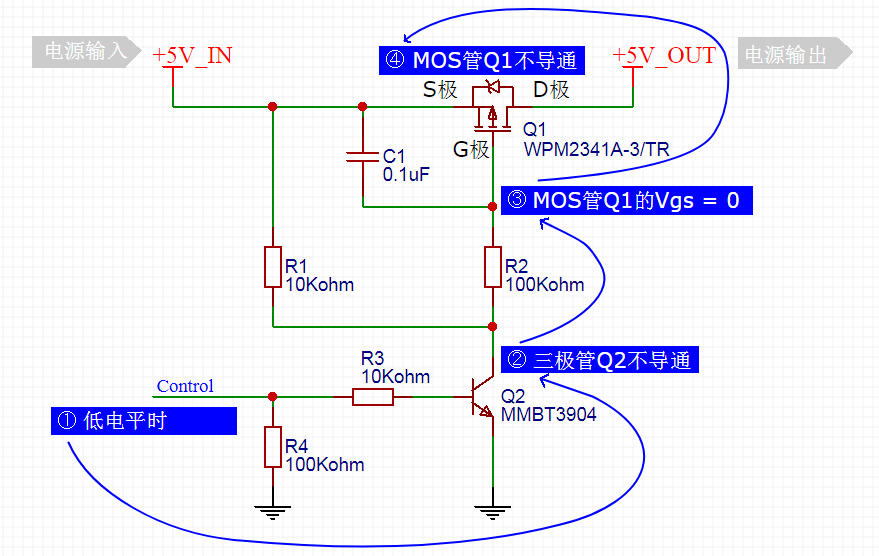 电源输入
+5V_IN
④ MOS管Q1不导通
+5V_OUT
电源输出
S极
D极
Q1
WPM2341A-3/TR
G极
C1
0.1uF
③ MOS管Q1的Vgs = 0
R1
10Kohm
R2
100Kohm
② 三极管Q2不导通
R3
10Kohm
Control
Q2
MMBT3904
① 低电平时
R4
100Kohm